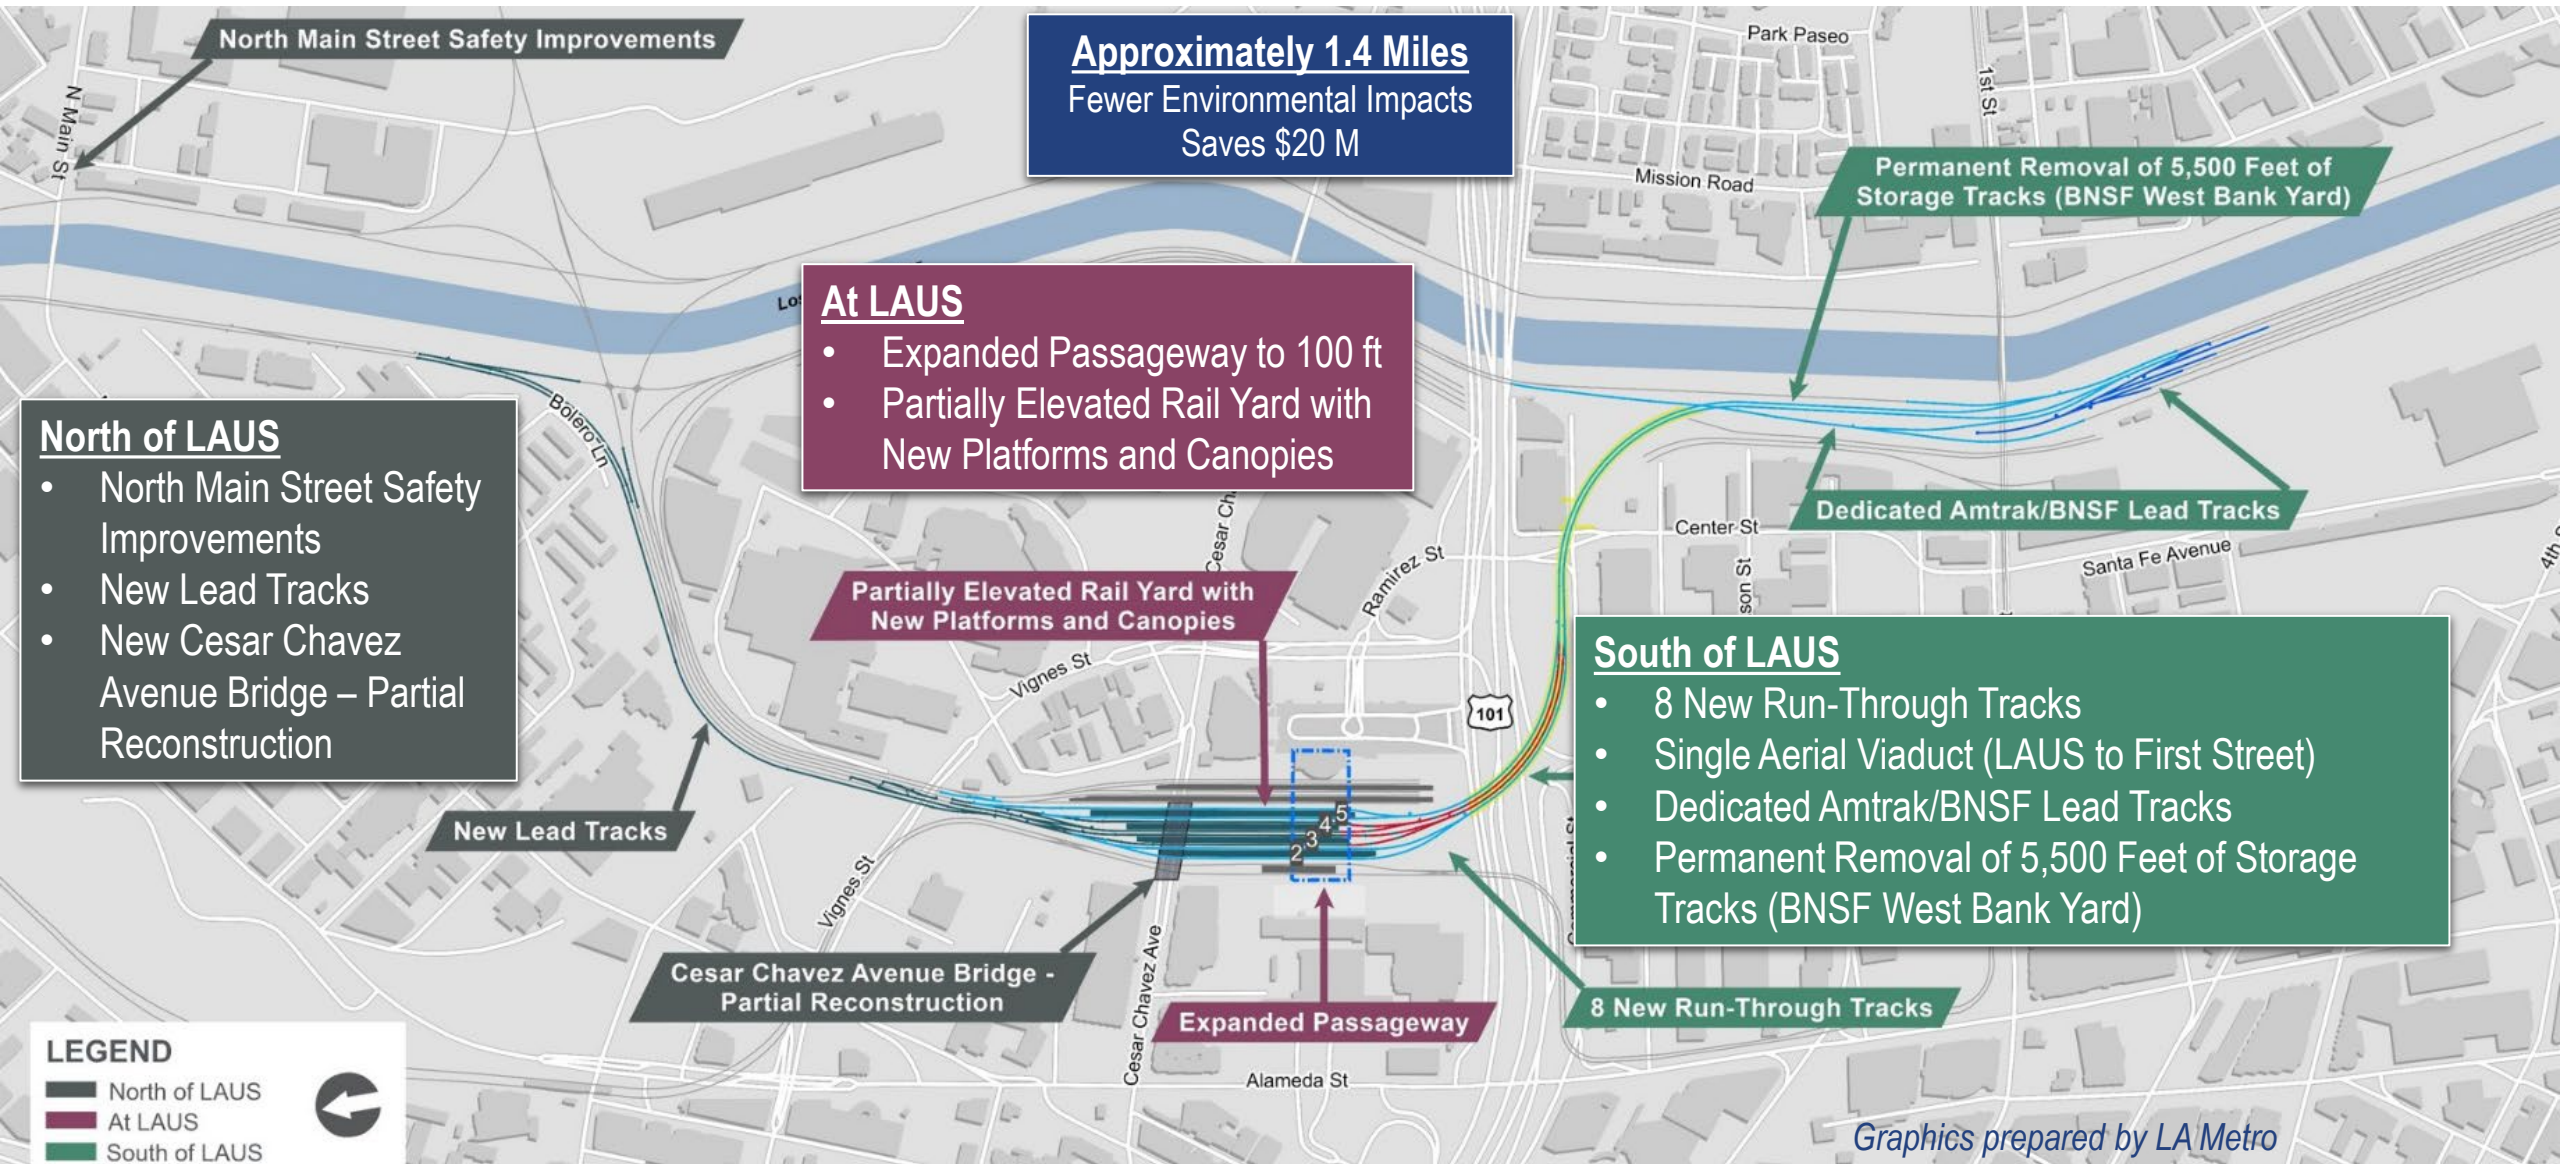 North Main Street Safety Improvements
Approximately 1.4 Miles
Fewer Environmental Impacts
Saves $20 M
Park Paseo
1st St
N Main St
Mission Road
Permanent Removal of 5,500 Feet of
Storage Tracks (BNSF West Bank Yard)
At LAUS
• Expanded Passageway to 100 ft
• Partially Elevated Rail Yard with
New Platforms and Canopies
Bolero Ln
North of LAUS
• North Main Street Safety
Improvements
• New Lead Tracks
• New Cesar Chavez
Avenue Bridge – Partial
Reconstruction
Dedicated Amtrak/BNSF Lead Tracks
Center St
Santa Fe Avenue
4th
Cesar
Ramirez St
Partially Elevated Rail Yard with
New Platforms and Canopies
Vignes St
101
South of LAUS
• 8 New Run-Through Tracks
• Single Aerial Viaduct (LAUS to First Street)
• Dedicated Amtrak/BNSF Lead Tracks
• Permanent Removal of 5,500 Feet of Storage
Tracks (BNSF West Bank Yard)
New Lead Tracks
2 3 4 5
Vignes St
Cesar Chavez Avenue Bridge -
Partial Reconstruction
Cesar Chavez Ave
Expanded Passageway
8 New Run-Through Tracks
Alameda St
LEGEND
North of LAUS
At LAUS
South of LAUS
Graphics prepared by LA Metro